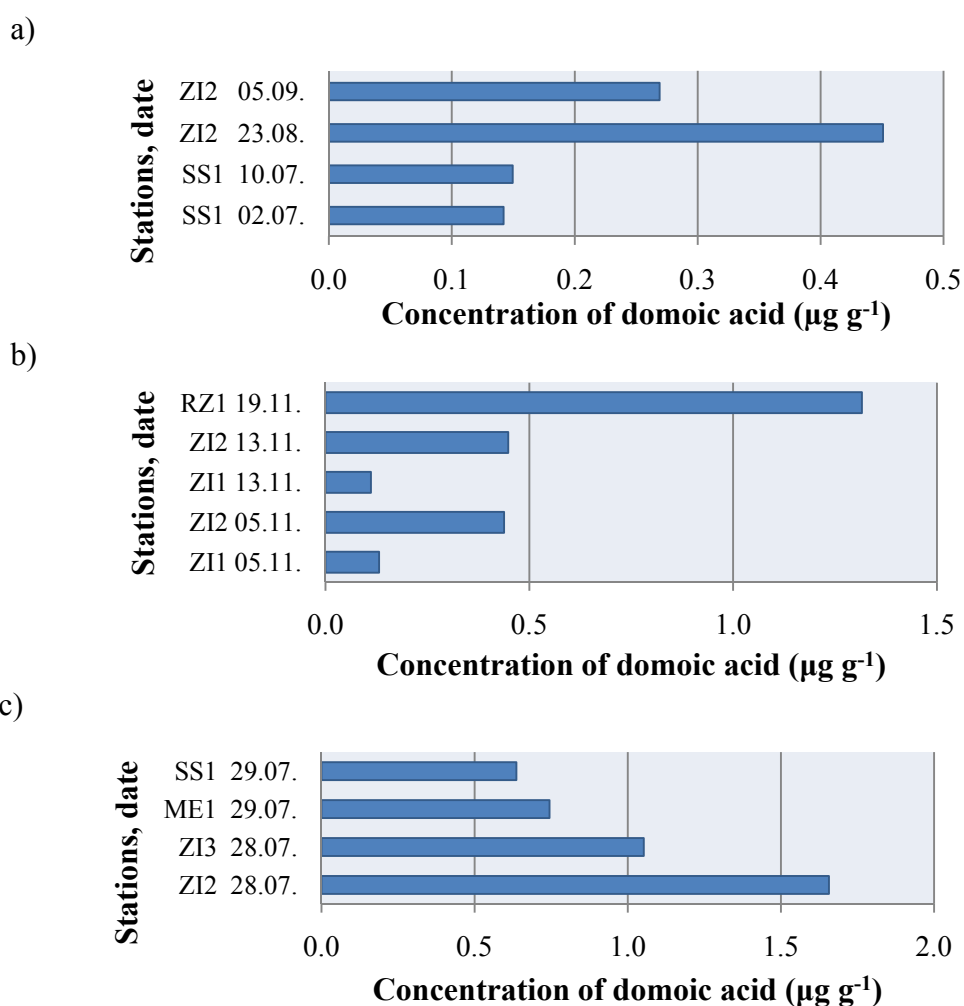 a)
Stations, date
ZI2 05.09.
ZI2 23.08.
SS1 10.07.
SS1 02.07.
0.0 0.1 0.2 0.3 0.4 0.5
Concentration of domoic acid (µg g⁻¹)
b)
Stations, date
RZ1 19.11.
ZI2 13.11.
ZI1 13.11.
ZI2 05.11.
ZI1 05.11.
0.0 0.5 1.0 1.5
Concentration of domoic acid (µg g⁻¹)
c)
Stations, date
SS1 29.07.
ME1 29.07.
ZI3 28.07.
ZI2 28.07.
0.0 0.5 1.0 1.5 2.0
Concentration of domoic acid (µg g⁻¹)